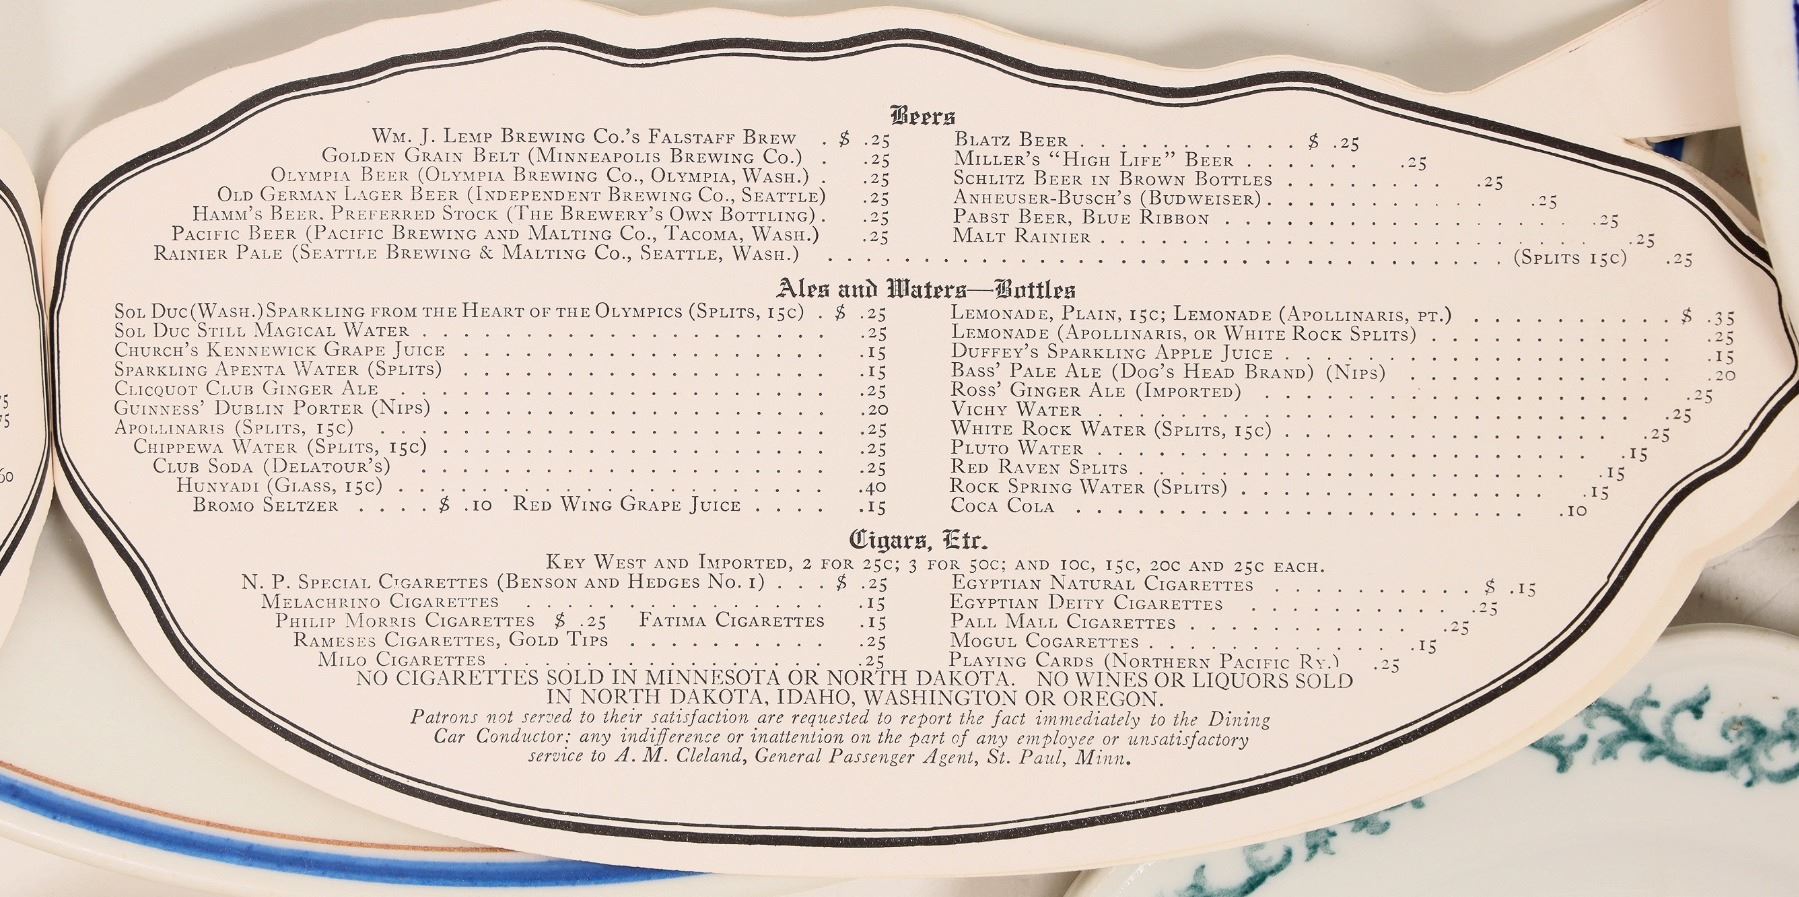 Beers
Wm. J. Lemp Brewing Co.'s Falstaff Brew . $ .25
Golden Grain Belt (Minneapolis Brewing Co.) . .25
Olympia Beer (Olympia Brewing Co., Olympia, Wash.) . .25
Old German Lager Beer (Independent Brewing Co., Seattle) .25
Hamm's Beer. Preferred Stock (The Brewery's Own Bottling) . .25
Pacific Beer (Pacific Brewing and Malting Co., Tacoma, Wash.) .25
Blatz Beer . . . . . . . . . . . $ .25
Miller's "High Life" Beer . . . . . . .25
Schlitz Beer in Brown Bottles . . . . . . . . .25
Anheuser-Busch's (Budweiser) . . . . . . . . . . .25
Pabst Beer, Blue Ribbon . . . . . . . . . . . . . . .25
Malt Rainier . . . . . . . . . . . . . . . . . . . . .25
Rainier Pale (Seattle Brewing & Malting Co., Seattle, Wash.) . . . . . . . . . . (Splits 15c) .25
Ales and Waters—Bottles
Sol Duc (Wash.) Sparkling from the Heart of the Olympics (Splits, 15c) . $ .25
Sol Duc Still Magical Water . . . . . . . . . . .25
Church's Kennewick Grape Juice . . . . . . . . . . .15
Sparkling Apenta Water (Splits) . . . . . . . . . . .15
Clicquot Club Ginger Ale . . . . . . . . . . .25
Guinness' Dublin Porter (Nips) . . . . . . . . . . .20
Apollinaris (Splits, 15c) . . . . . . . . . . .25
Chippewa Water (Splits, 15c) . . . . . . . . . . .25
Club Soda (Delatour's) . . . . . . . . . . .25
Hunyadi (Glass, 15c) . . . . . . . . . . .40
Bromo Seltzer . . . . $ .10 Red Wing Grape Juice . . . . .15
Lemonade, Plain, 15c; Lemonade (Apollinaris, pt.) . . . . . . . . . . $ .35
Lemonade (Apollinaris, or White Rock Splits) . . . . . . . . . . .25
Duffey's Sparkling Apple Juice . . . . . . . . . . .15
Bass' Pale Ale (Dog's Head Brand) (Nips) . . . . . . . . . . .20
Ross' Ginger Ale (Imported) . . . . . . . . . . .25
Vichy Water . . . . . . . . . . .25
White Rock Water (Splits, 15c) . . . . . . . . . . .25
Pluto Water . . . . . . . . . . .15
Red Raven Splits . . . . . . . . . . .15
Rock Spring Water (Splits) . . . . . . . . . . .15
Coca Cola . . . . . . . . . . .10
Cigars, Etc.
Key West and Imported, 2 for 25c; 3 for 50c; and 10c, 15c, 20c and 25c each.
N. P. Special Cigarettes (Benson and Hedges No. 1) . . . $ .25
Melachrino Cigarettes . . . . . . . . . . .15
Philip Morris Cigarettes $ .25 Fatima Cigarettes .15
Rameses Cigarettes, Gold Tips . . . . . . . . . .25
Milo Cigarettes . . . . . . . . . . .25
Egyptian Natural Cigarettes . . . . . . . . . . $ .15
Egyptian Deity Cigarettes . . . . . . . . . .25
Pall Mall Cigarettes . . . . . . . . . .25
Mogul Cogarettes . . . . . . . . . .15
Playing Cards (Northern Pacific Ry.) .25
NO CIGARETTES SOLD IN MINNESOTA OR NORTH DAKOTA. NO WINES OR LIQUORS SOLD
IN NORTH DAKOTA, IDAHO, WASHINGTON OR OREGON.
Patrons not served to their satisfaction are requested to report the fact immediately to the Dining
Car Conductor; any indifference or inattention on the part of any employee or unsatisfactory
service to A. M. Cleland, General Passenger Agent, St. Paul, Minn.